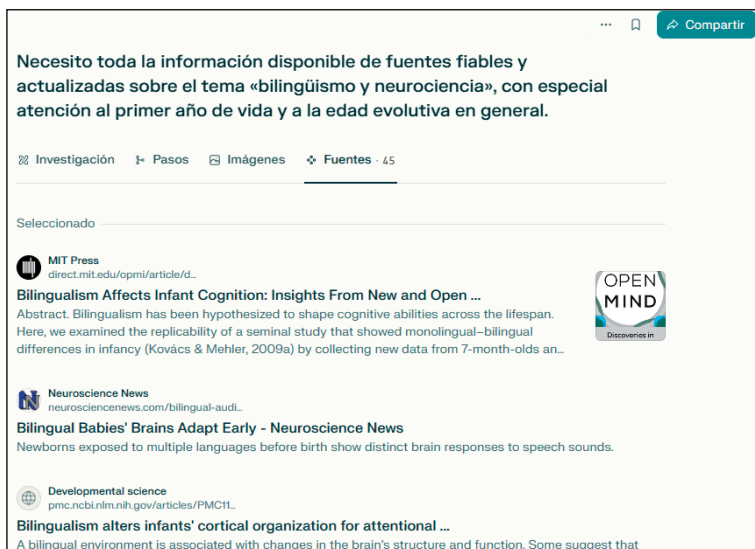 ... Compartir
Necesito toda la información disponible de fuentes fiables y
actualizadas sobre el tema «bilingüismo y neurociencia», con especial
atención al primer año de vida y a la edad evolutiva en general.
Investigación Pasos Imágenes Fuentes · 45
Seleccionado
MIT Press
direct.mit.edu/opmi/article/d...
Bilingualism Affects Infant Cognition: Insights From New and Open ...
Abstract. Bilingualism has been hypothesized to shape cognitive abilities across the lifespan.
Here, we examined the replicability of a seminal study that showed monolingual–bilingual
differences in infancy (Kovács & Mehler, 2009a) by collecting new data from 7-month-olds an...
OPEN
MIND
Discoveries in
N
Neuroscience News
neurosciencenews.com/bilingual-audi...
Bilingual Babies' Brains Adapt Early - Neuroscience News
Newborns exposed to multiple languages before birth show distinct brain responses to speech sounds.
Developmental science
pmc.ncbi.nlm.nih.gov/articles/PMC11...
Bilingualism alters infants' cortical organization for attentional ...
A bilingual environment is associated with changes in the brain's structure and function. Some suggest that